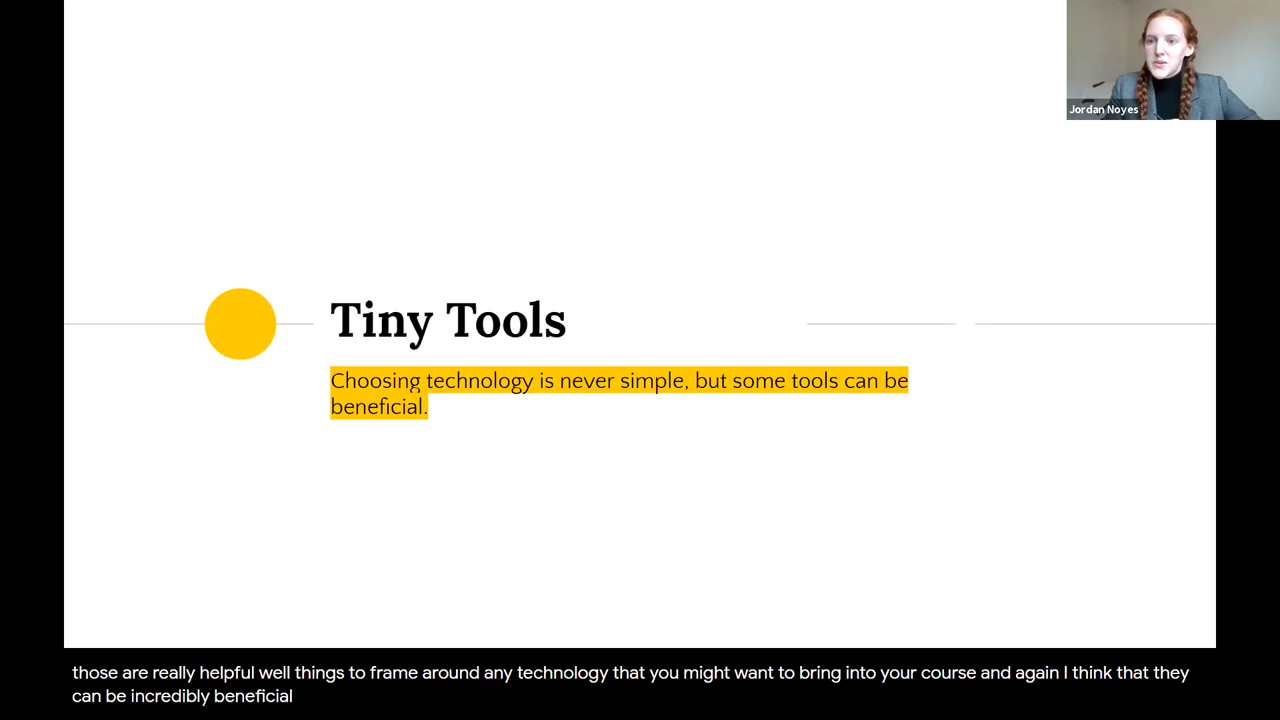 Jordan Noyes
Tiny Tools
Choosing technology is never simple, but some tools can be
beneficial.
those are really helpful well things to frame around any technology that you might want to bring into your course and again I think that they
can be incredibly beneficial